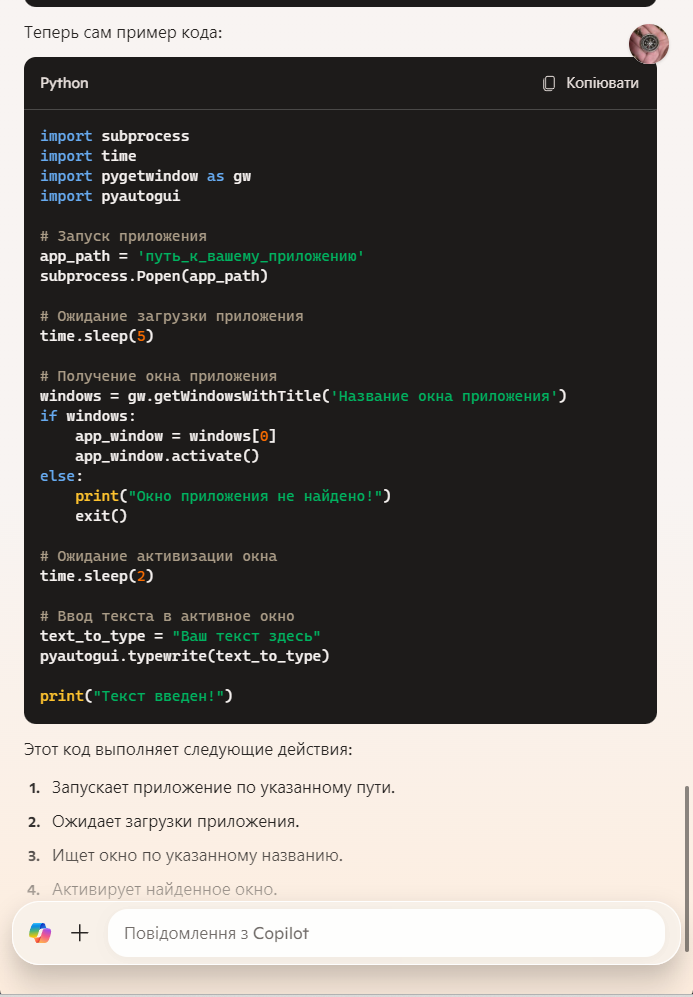 Теперь сам пример кода:
Python
Копіювати
import subprocess
import time
import pygetwindow as gw
import pyautogui

# Запуск приложения
app_path = 'путь_к_вашему_приложению'
subprocess.Popen(app_path)

# Ожидание загрузки приложения
time.sleep(5)

# Получение окна приложения
windows = gw.getWindowsWithTitle('Название окна приложения')
if windows:
    app_window = windows[0]
    app_window.activate()
else:
    print("Окно приложения не найдено!")
    exit()

# Ожидание активизации окна
time.sleep(2)

# Ввод текста в активное окно
text_to_type = "Ваш текст здесь"
pyautogui.typewrite(text_to_type)

print("Текст введен!")
Этот код выполняет следующие действия:
1. Запускает приложение по указанному пути.
2. Ожидает загрузки приложения.
3. Ищет окно по указанному названию.
4. Активирует найденное окно.
Повідомлення з Copilot